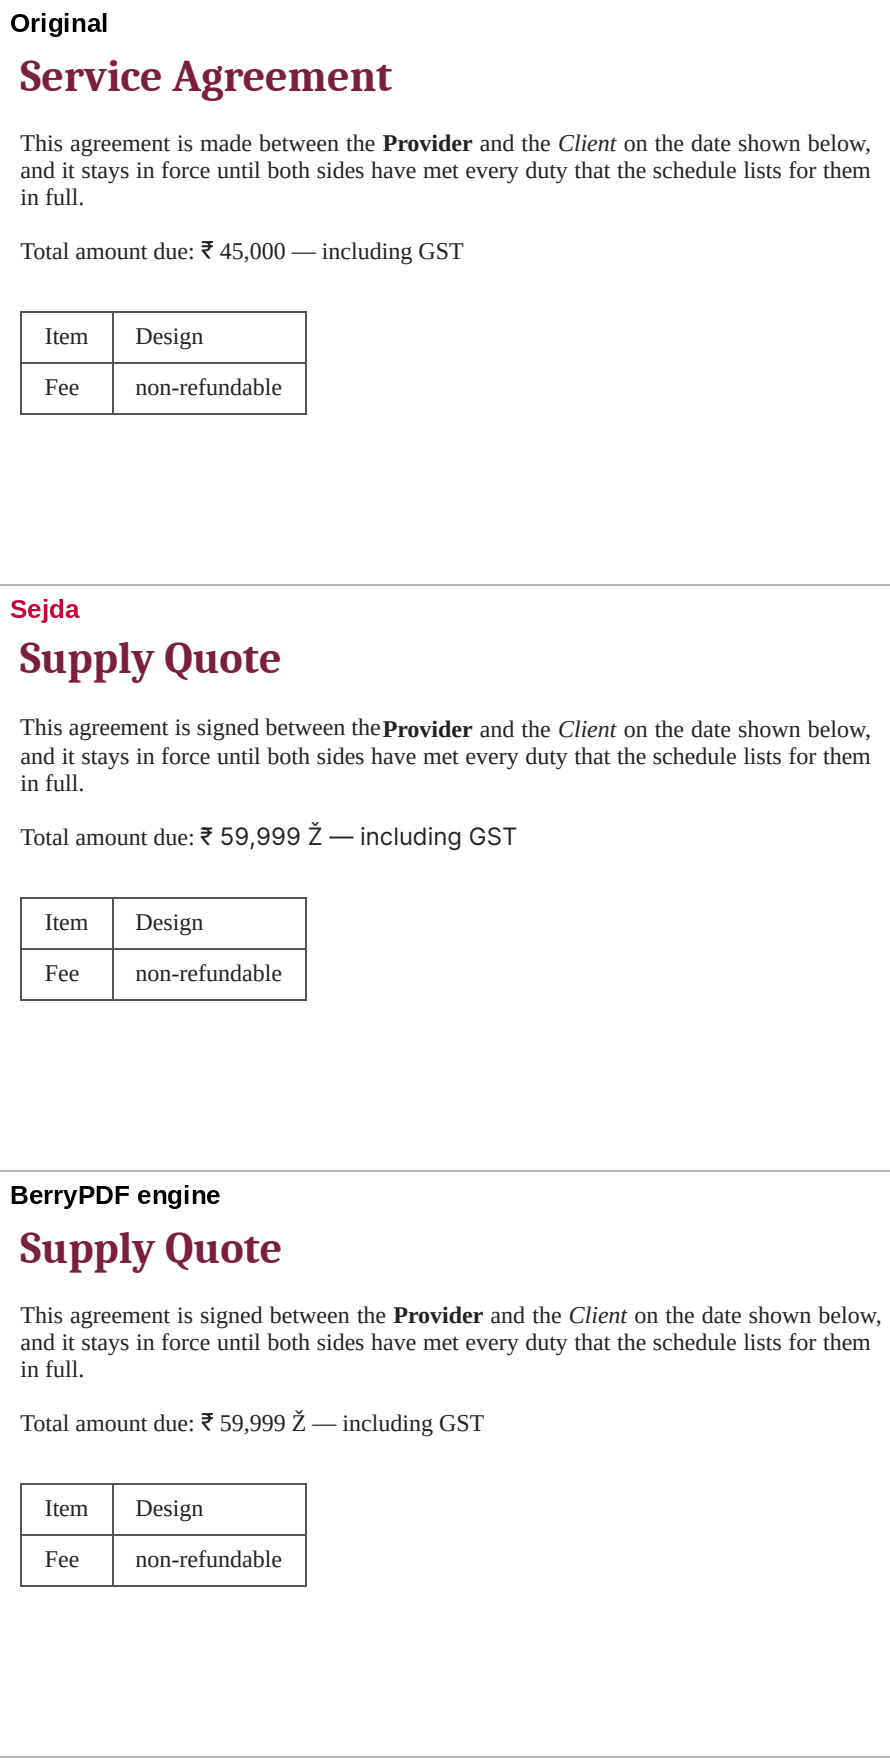 Original
Service Agreement
This agreement is made between the Provider and the Client on the date shown below,
and it stays in force until both sides have met every duty that the schedule lists for them
in full.
Total amount due: ₹ 45,000 — including GST
Item Design
Fee non-refundable
Sejda
Supply Quote
This agreement is signed between the Provider and the Client on the date shown below,
and it stays in force until both sides have met every duty that the schedule lists for them
in full.
Total amount due: ₹ 59,999 Ž — including GST
Item Design
Fee non-refundable
BerryPDF engine
Supply Quote
This agreement is signed between the Provider and the Client on the date shown below,
and it stays in force until both sides have met every duty that the schedule lists for them
in full.
Total amount due: ₹ 59,999 Ž — including GST
Item Design
Fee non-refundable